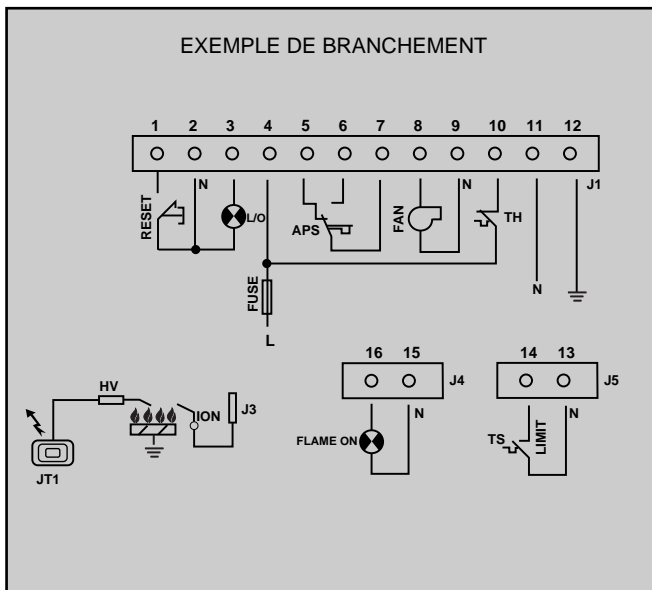 EXEMPLE DE BRANCHEMENT
1 2 3 4 5 6 7 8 9 10 11 12
J1
N N
RESET L/O APS FAN TH
FUSE
N
L
16 15 J4
14 13 J5
N N
FLAME ON
TS LIMIT
HV ION J3
JT1